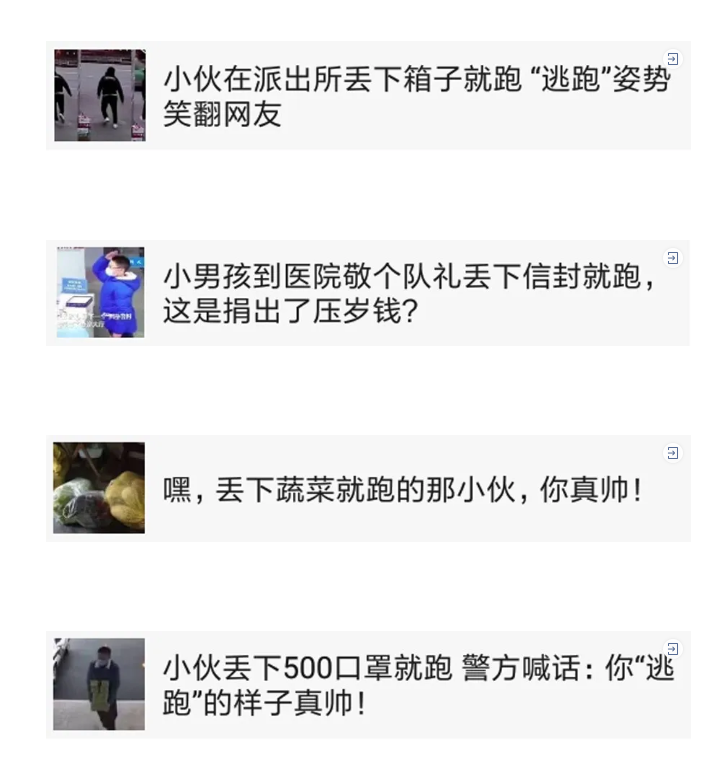 小伙在派出所丢下箱子就跑 “逃跑”姿势
笑翻网友
小男孩到医院敬个队礼丢下信封就跑，
这是捐出了压岁钱？
嘿，丢下蔬菜就跑的那小伙，你真帅！
小伙丢下500口罩就跑 警方喊话：你“逃
跑”的样子真帅！